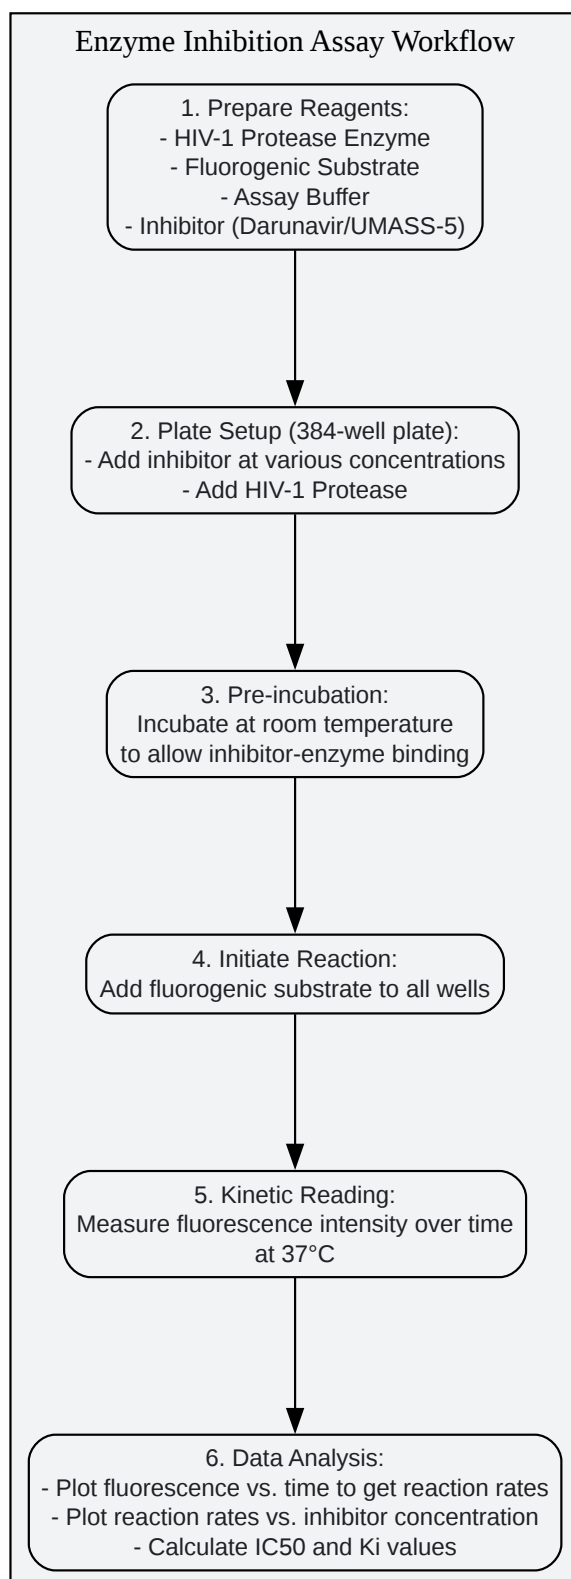 Enzyme Inhibition Assay Workflow
1. Prepare Reagents:
- HIV-1 Protease Enzyme
- Fluorogenic Substrate
- Assay Buffer
- Inhibitor (Darunavir/UMASS-5)
2. Plate Setup (384-well plate):
- Add inhibitor at various concentrations
- Add HIV-1 Protease
3. Pre-incubation:
Incubate at room temperature
to allow inhibitor-enzyme binding
4. Initiate Reaction:
Add fluorogenic substrate to all wells
5. Kinetic Reading:
Measure fluorescence intensity over time
at 37°C
6. Data Analysis:
- Plot fluorescence vs. time to get reaction rates
- Plot reaction rates vs. inhibitor concentration
- Calculate IC50 and Ki values